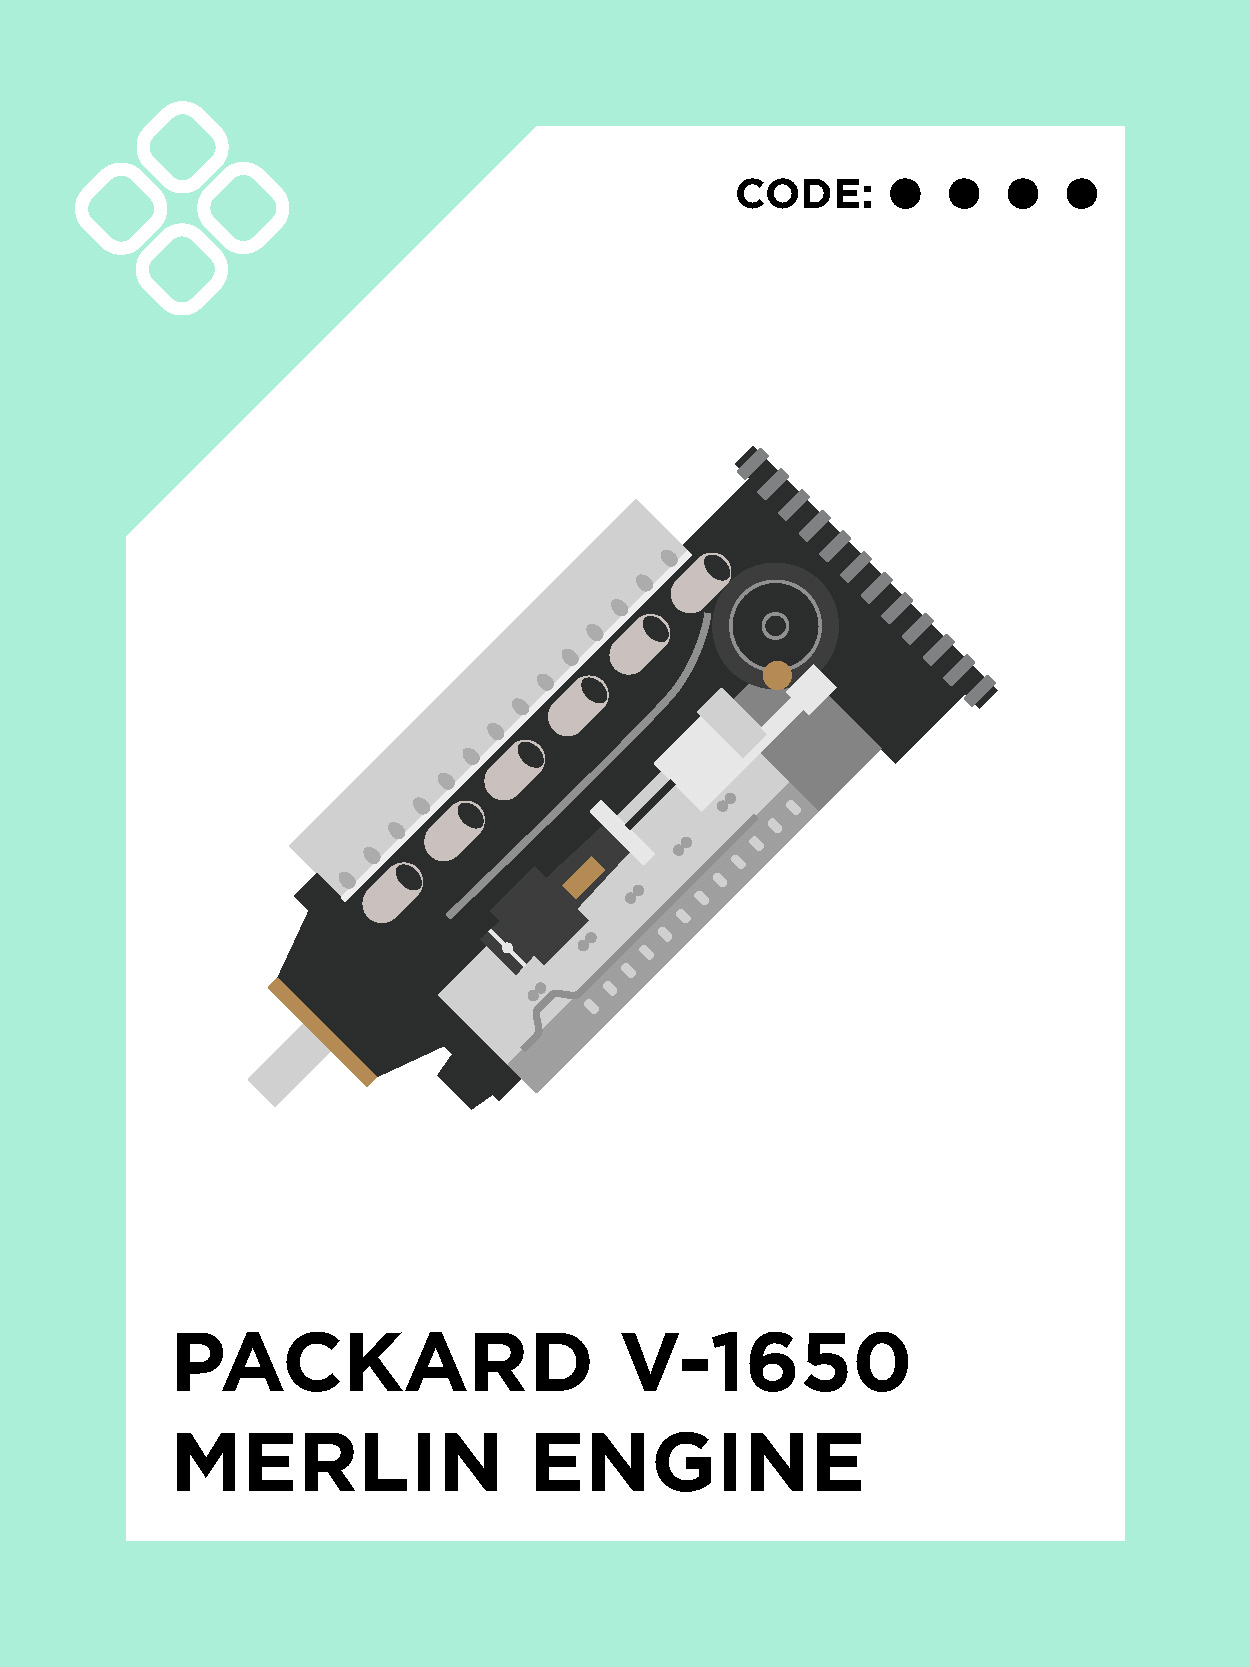 CODE: ● ● ● ●
PACKARD V-1650
MERLIN ENGINE